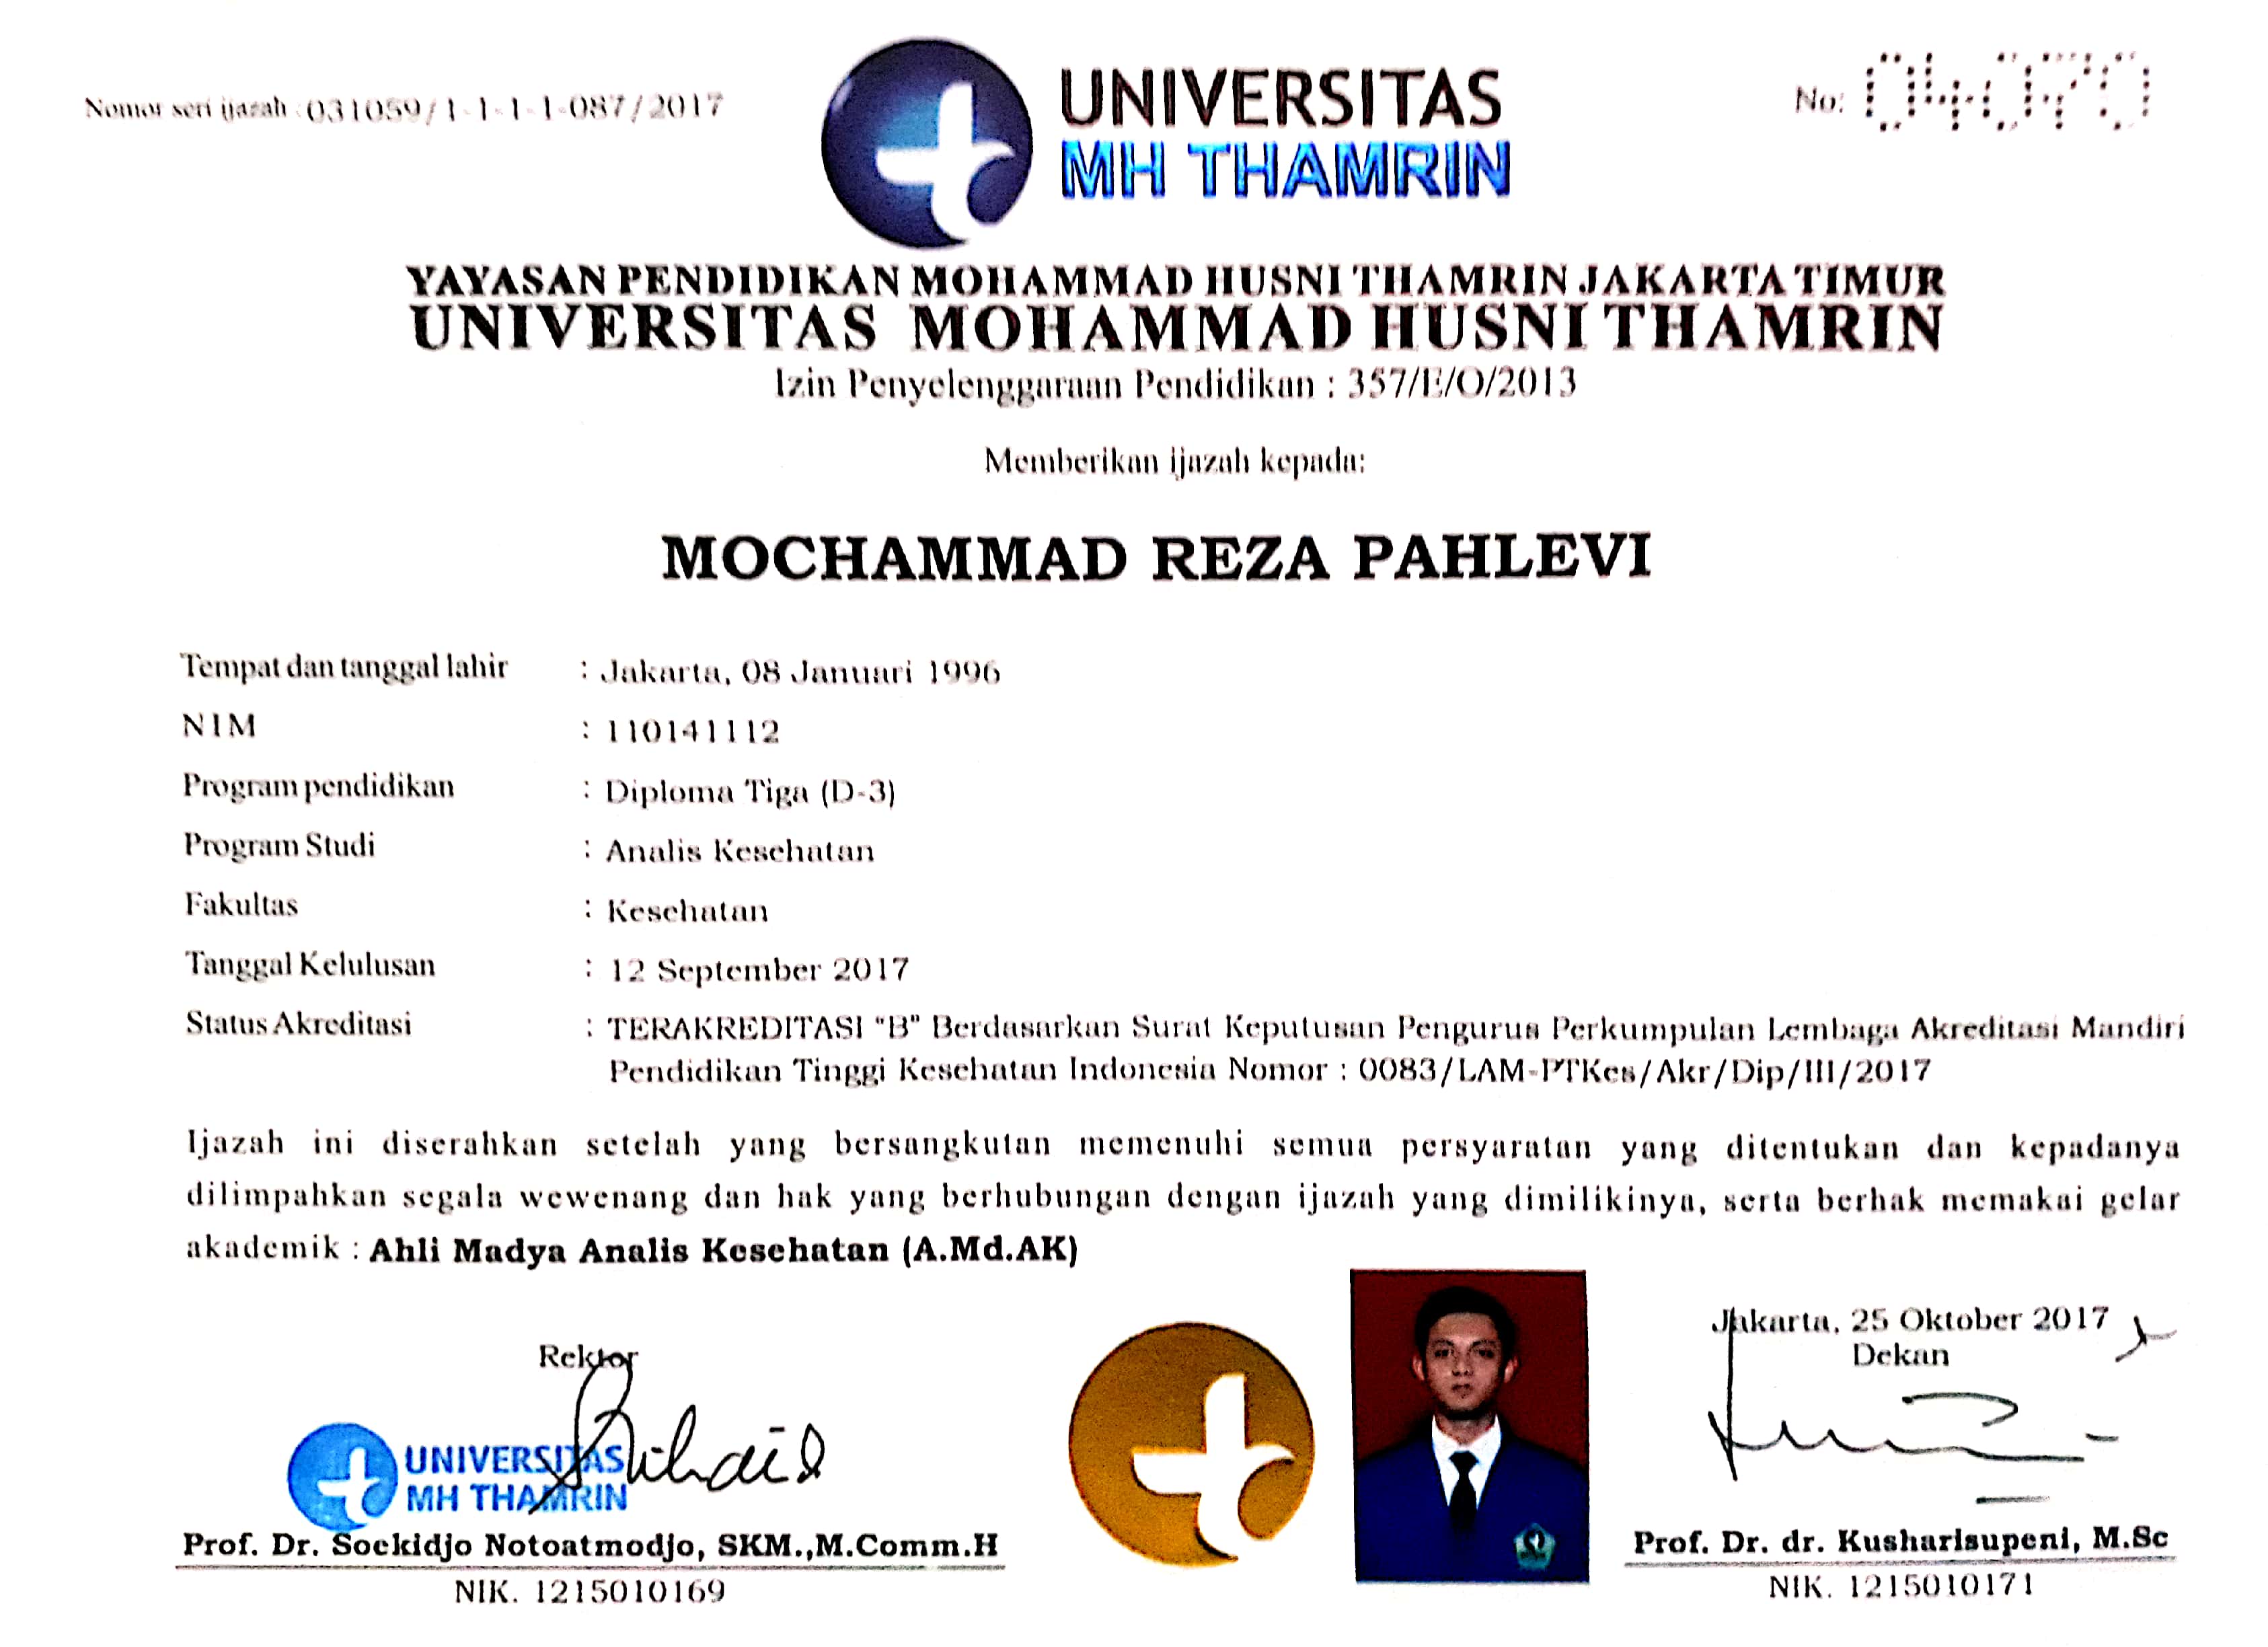 Nomor seri ijazah : 031059/1-1-1-1-087/2017
UNIVERSITAS
MH THAMRIN
No: 04070
YAYASAN PENDIDIKAN MOHAMMAD HUSNI THAMRIN JAKARTA TIMUR
UNIVERSITAS MOHAMMAD HUSNI THAMRIN
Izin Penyelenggaraan Pendidikan : 357/E/O/2013
Memberikan ijazah kepada:
MOCHAMMAD REZA PAHLEVI
Tempat dan tanggal lahir : Jakarta, 08 Januari 1996
NIM : 110141112
Program pendidikan : Diploma Tiga (D-3)
Program Studi : Analis Kesehatan
Fakultas : Kesehatan
Tanggal Kelulusan : 12 September 2017
Status Akreditasi : TERAKREDITASI "B" Berdasarkan Surat Keputusan Pengurus Perkumpulan Lembaga Akreditasi Mandiri
Pendidikan Tinggi Kesehatan Indonesia Nomor : 0083/LAM-PTKes/Akr/Dip/III/2017
Ijazah ini diserahkan setelah yang bersangkutan memenuhi semua persyaratan yang ditentukan dan kepadanya
dilimpahkan segala wewenang dan hak yang berhubungan dengan ijazah yang dimilikinya, serta berhak memakai gelar
akademik : Ahli Madya Analis Kesehatan (A.Md.AK)
Rektor
UNIVERSITAS
MH THAMRIN
Prof. Dr. Soekidjo Notoatmodjo, SKM.,M.Comm.H
NIK. 1215010169
Jakarta, 25 Oktober 2017
Dekan
Prof. Dr. dr. Kusharisupeni, M.Sc
NIK. 1215010171